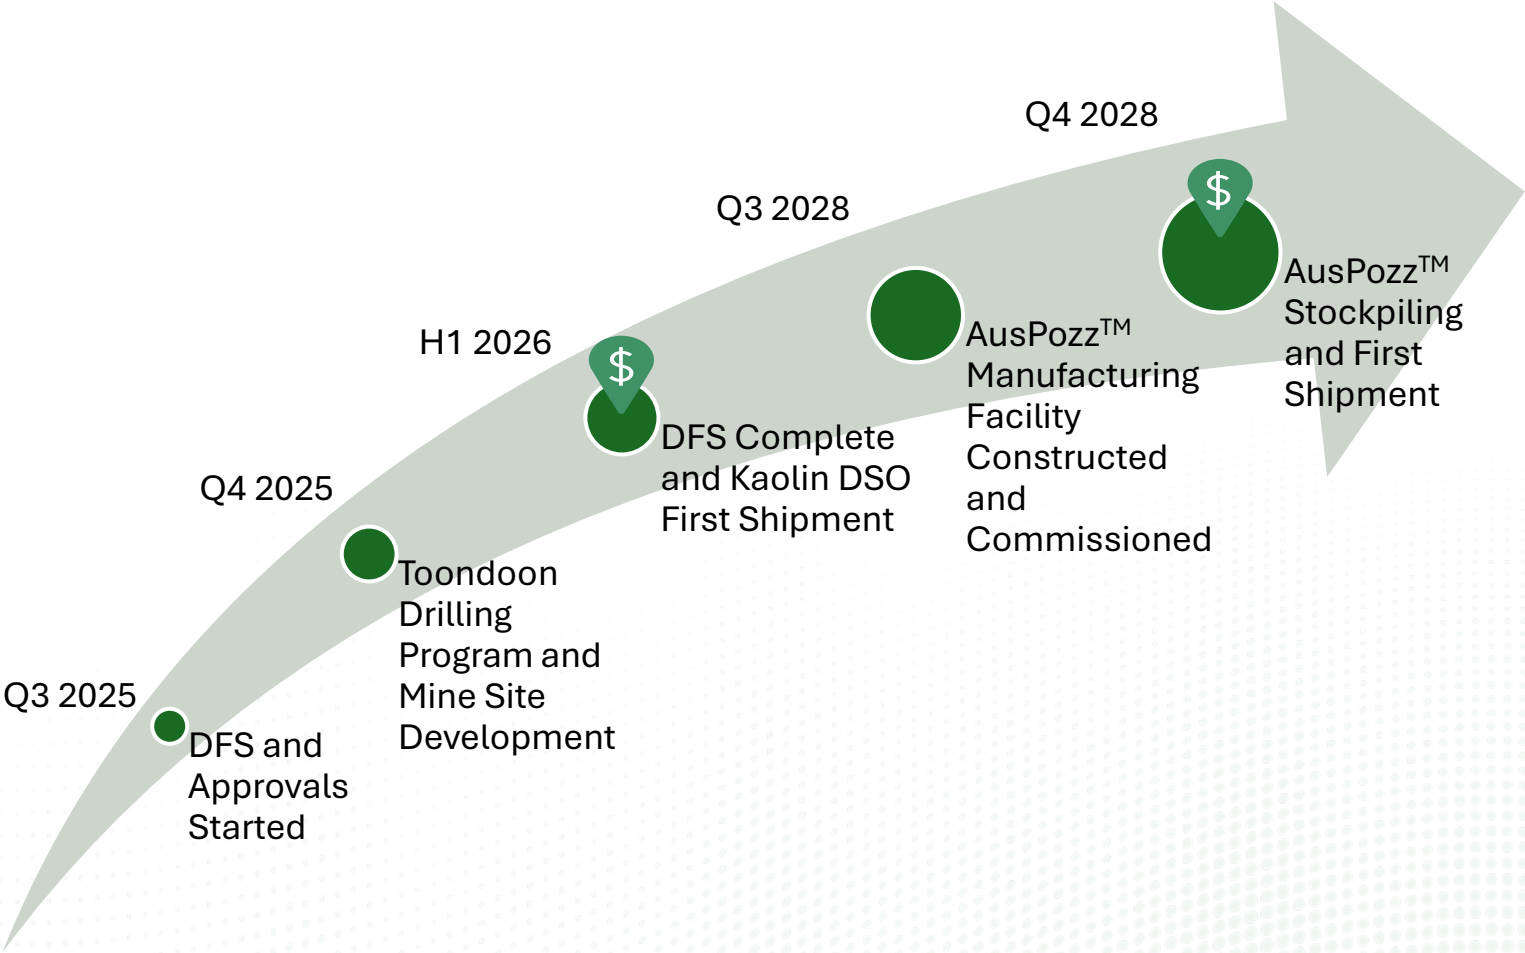 Q3 2025
DFS and
Approvals
Started
Q4 2025
Toondoon
Drilling
Program and
Mine Site
Development
H1 2026
$
DFS Complete
and Kaolin DSO
First Shipment
Q3 2028
AusPozz™
Manufacturing
Facility
Constructed
and
Commissioned
Q4 2028
$
AusPozz™
Stockpiling
and First
Shipment